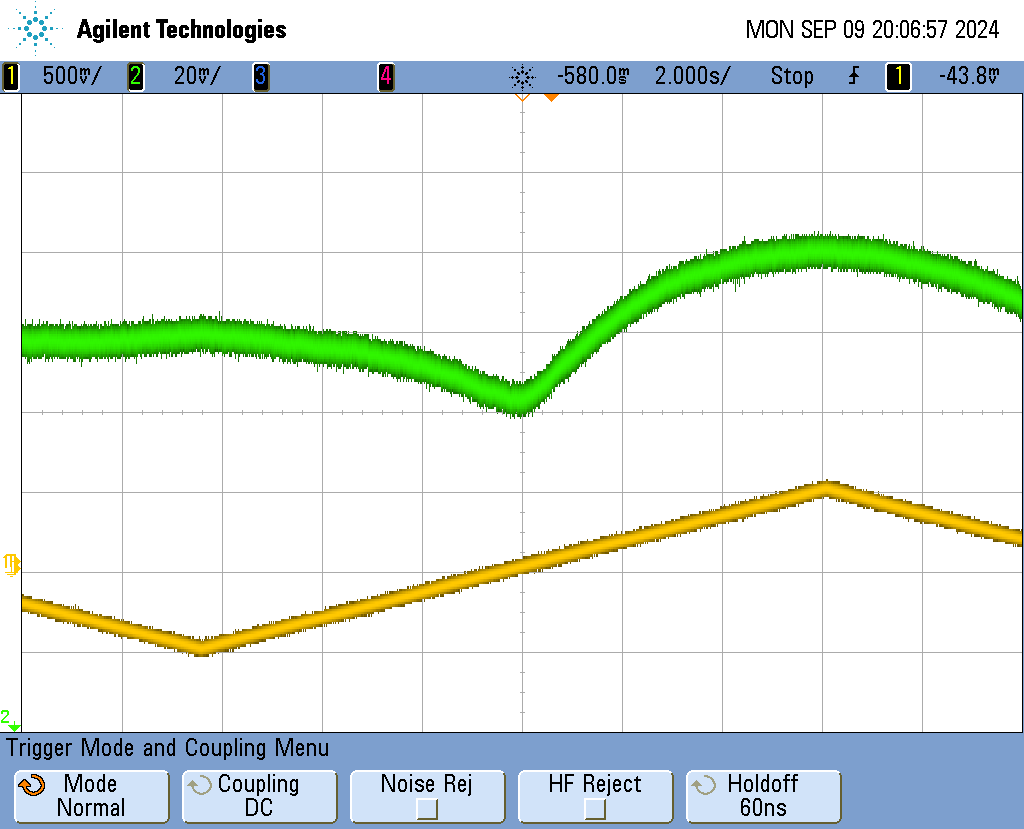 Agilent Technologies MON SEP 09 20:06:57 2024
1 500mV/ 2 20mV/ 3 4 -580.0ms 2.000s/ Stop 1 -43.8mV
2
Trigger Mode and Coupling Menu
Mode Coupling Noise Rej HF Reject Holdoff
Normal DC 60ns